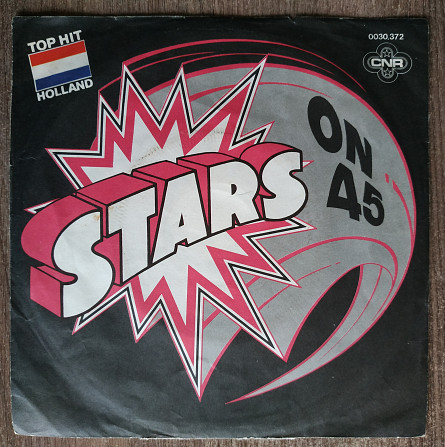 TOP HIT
HOLLAND
0030.372
CNR
STARS
ON
45